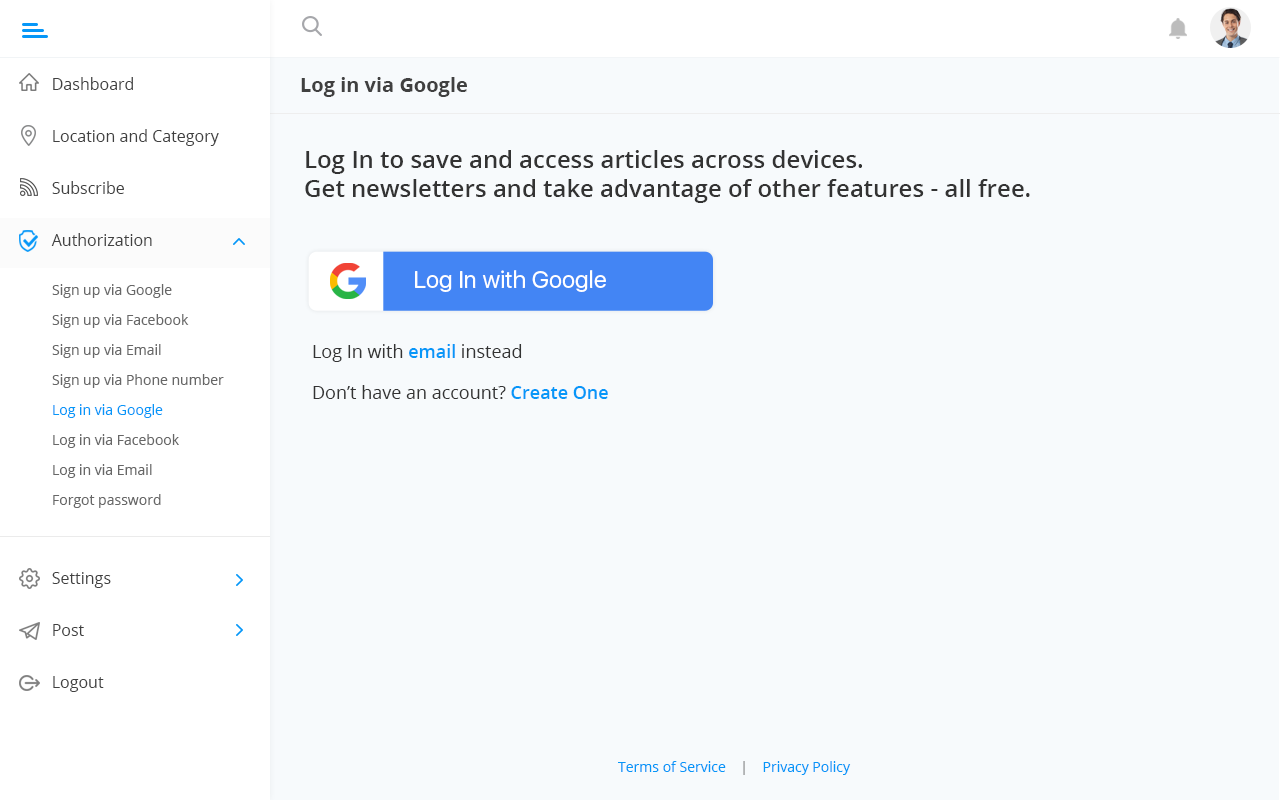 Dashboard
Location and Category
Subscribe
Authorization
Sign up via Google
Sign up via Facebook
Sign up via Email
Sign up via Phone number
Log in via Google
Log in via Facebook
Log in via Email
Forgot password
Settings
Post
Logout
Log in via Google
Log In to save and access articles across devices.
Get newsletters and take advantage of other features - all free.
Log In with Google
Log In with email instead
Don’t have an account? Create One
Terms of Service | Privacy Policy